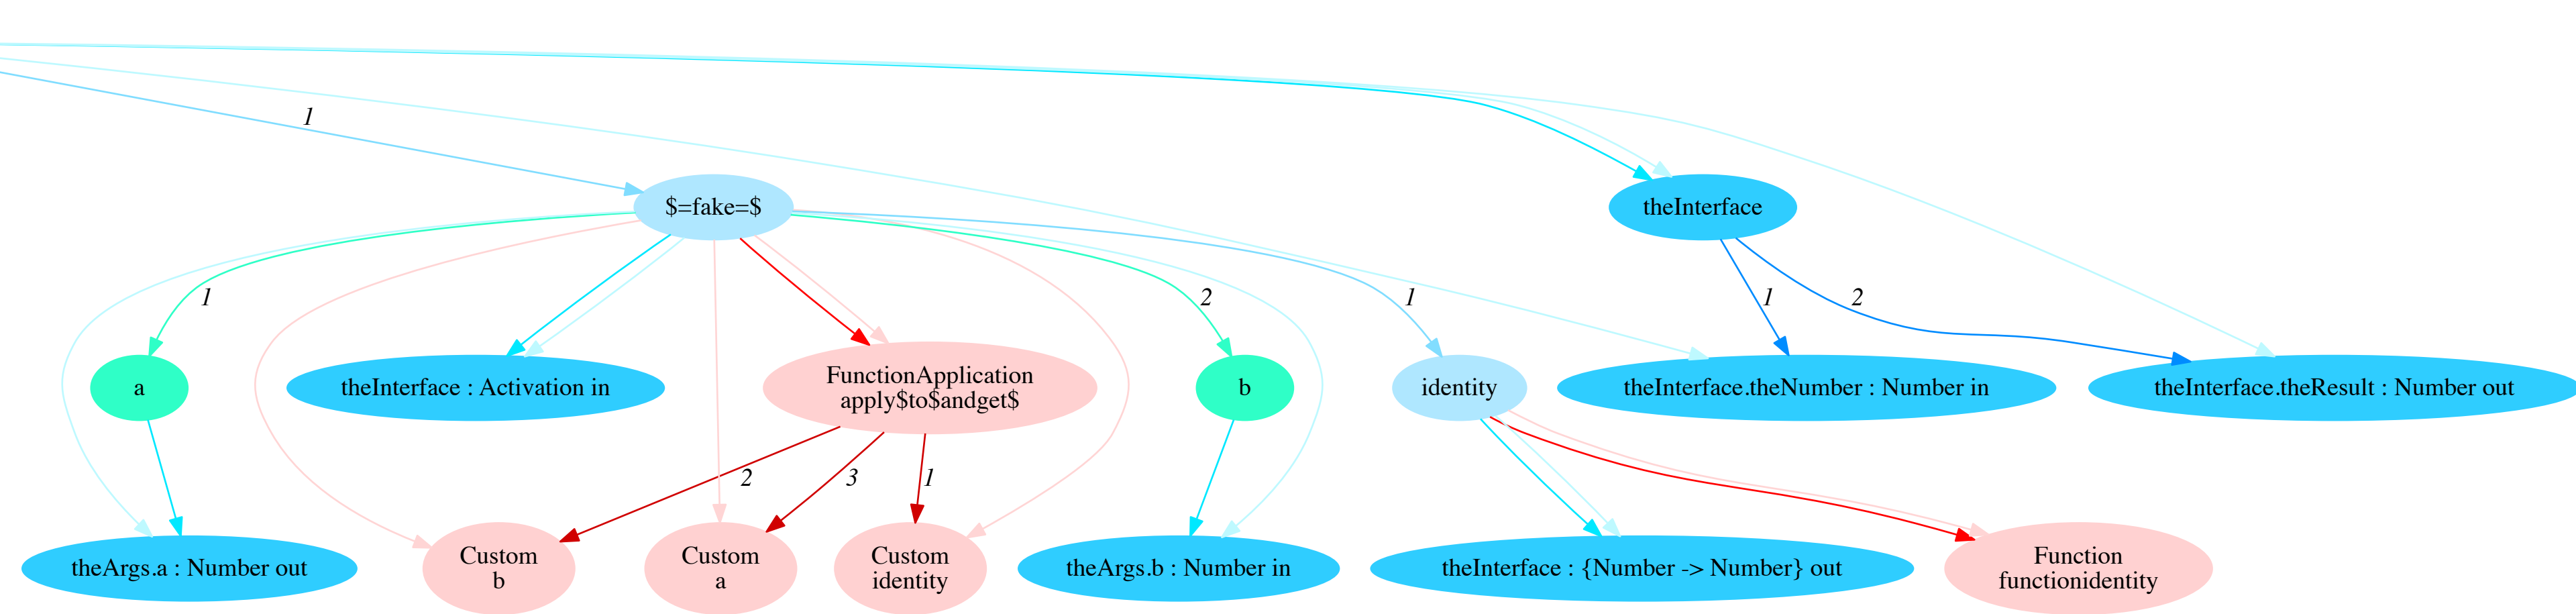 1
$=fake=$
theInterface
1
2
1
1
2
a
theInterface : Activation in
FunctionApplication
apply$to$andget$
b
identity
theInterface.theNumber : Number in
theInterface.theResult : Number out
2
3
1
theArgs.a : Number out
Custom
b
Custom
a
Custom
identity
theArgs.b : Number in
theInterface : {Number -> Number} out
Function
functionidentity